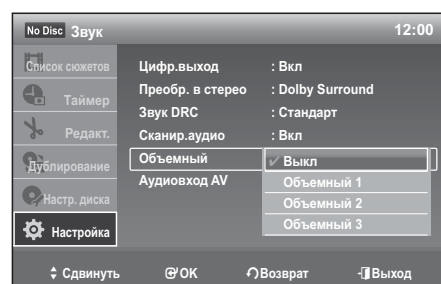 No Disc Звук 12:00
Список сюжетов
Таймер
Редакт.
Дублирование
Настр. диска
Настройка
Цифр.выход : Вкл
Преобр. в стерео : Dolby Surround
Звук DRC : Стандарт
Сканир.аудио : Вкл
Объемный
Аудиовход AV
✔ Выкл
Объемный 1
Объемный 2
Объемный 3
Сдвинуть OK Возврат Выход